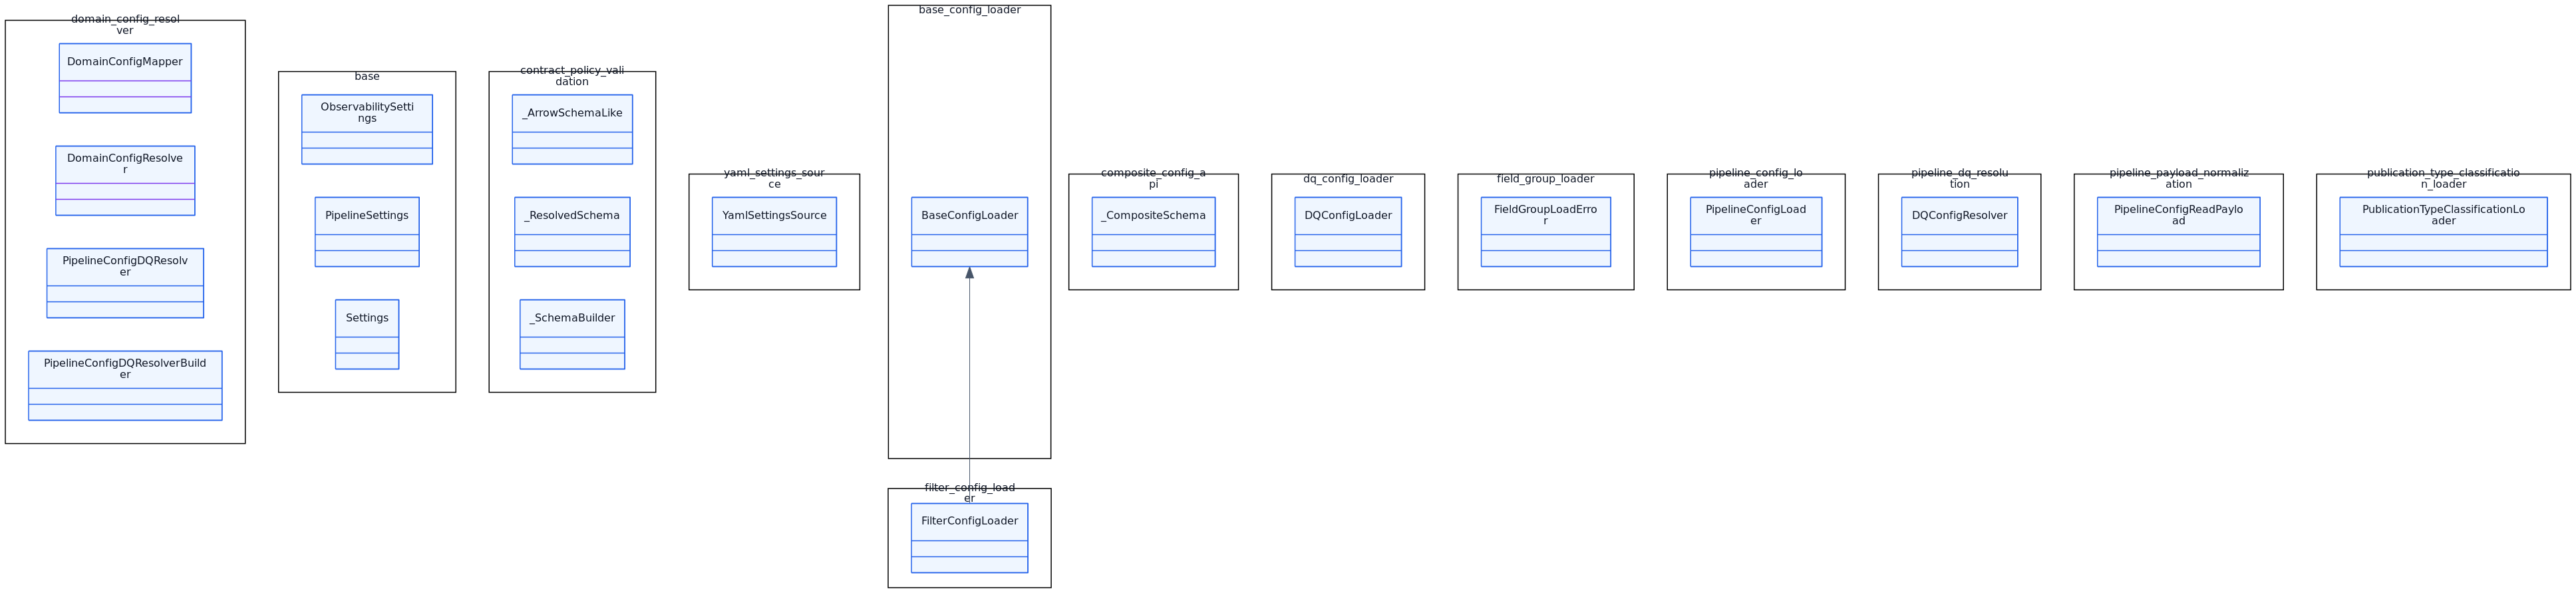 domain_config_resol
ver
DomainConfigMapper
DomainConfigResolve
r
PipelineConfigDQResolv
er
PipelineConfigDQResolverBuild
er
base
ObservabilitySetti
ngs
PipelineSettings
Settings
contract_policy_vali
dation
_ArrowSchemaLike
_ResolvedSchema
_SchemaBuilder
yaml_settings_sour
ce
YamlSettingsSource
base_config_loader
BaseConfigLoader
filter_config_load
er
FilterConfigLoader
composite_config_a
pi
_CompositeSchema
dq_config_loader
DQConfigLoader
field_group_loader
FieldGroupLoadErro
r
pipeline_config_lo
ader
PipelineConfigLoad
er
pipeline_dq_resolu
tion
DQConfigResolver
pipeline_payload_normaliz
ation
PipelineConfigReadPaylo
ad
publication_type_classificatio
n_loader
PublicationTypeClassificationLo
ader